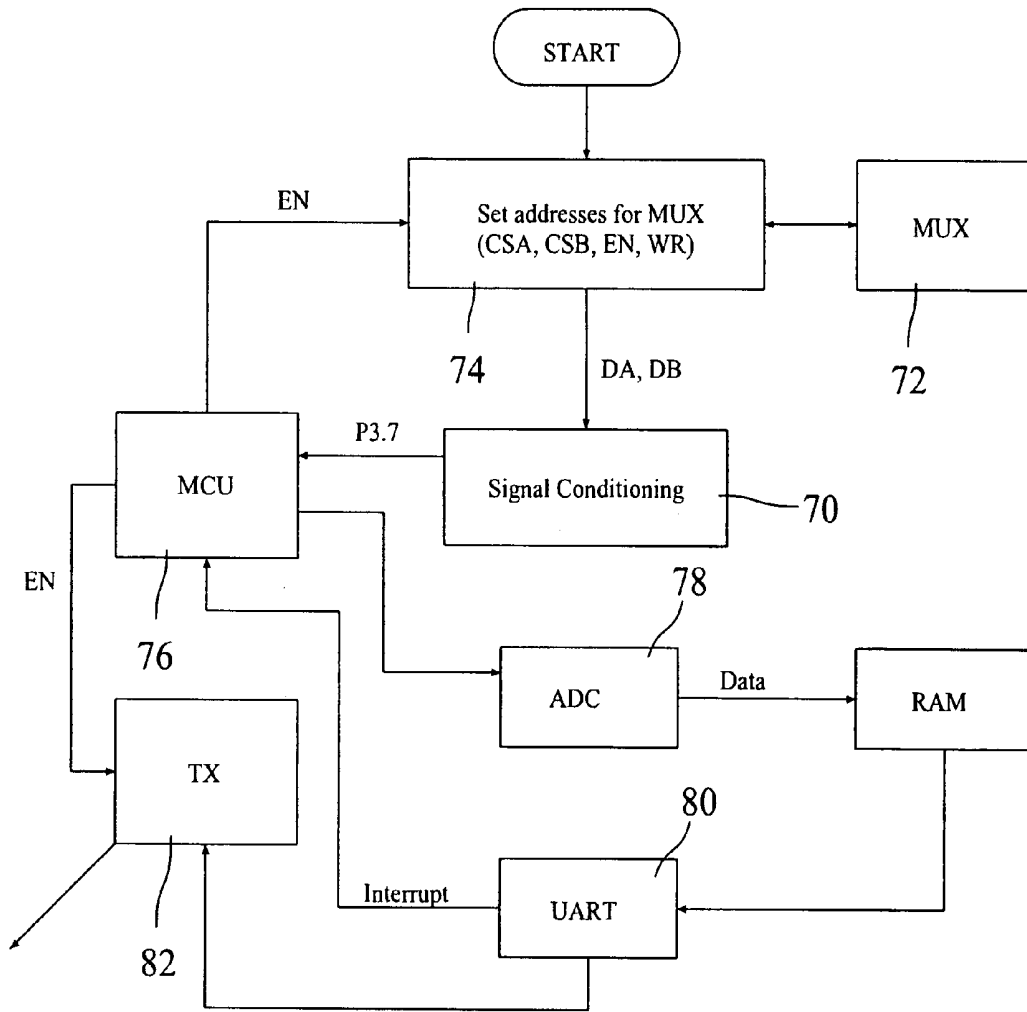 START
EN
Set addresses for MUX
(CSA, CSB, EN, WR)
MUX
74
72
DA, DB
P3.7
MCU
Signal Conditioning
70
EN
76
78
ADC
Data
RAM
TX
80
Interrupt
UART
82